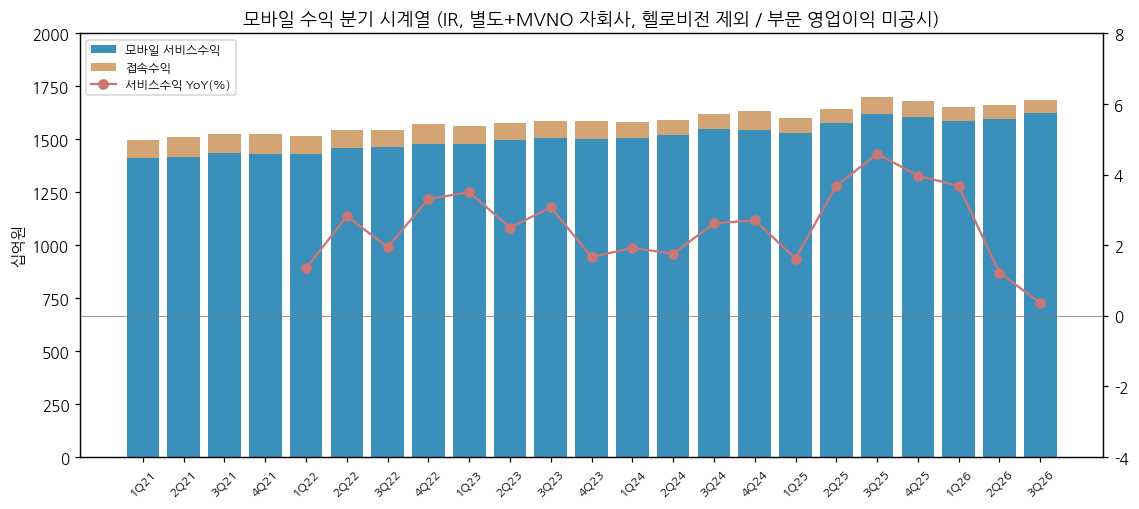 모바일 수익 분기 시계열 (IR, 별도+MVNO 자회사, 헬로비전 제외 / 부문 영업이익 미공시)
모바일 서비스수익
접속수익
서비스수익 YoY(%)
십억원
2000
1750
1500
1250
1000
750
500
250
0
8
6
4
2
0
-2
-4
1Q21
2Q21
3Q21
4Q21
1Q22
2Q22
3Q22
4Q22
1Q23
2Q23
3Q23
4Q23
1Q24
2Q24
3Q24
4Q24
1Q25
2Q25
3Q25
4Q25
1Q26
2Q26
3Q26